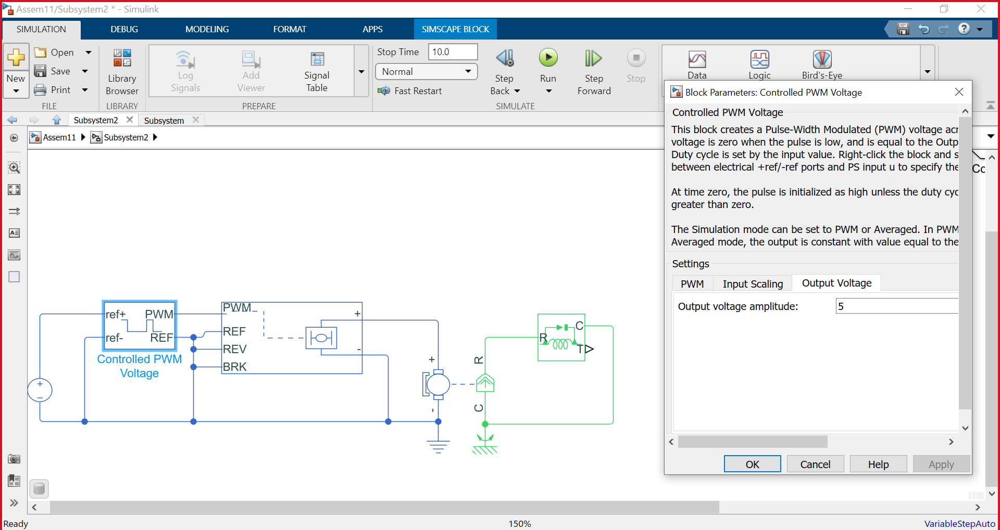 Assem11/Subsystem2 * - Simulink
SIMULATION DEBUG MODELING FORMAT APPS SIMSCAPE BLOCK
New
Open
Save
Print
FILE
Library
Browser
LIBRARY
Log
Signals
Add
Viewer
Signal
Table
PREPARE
Stop Time 10.0
Normal
Fast Restart
Step
Back
Run
Step
Forward
Stop
SIMULATE
Data
Logic
Bird's-Eye
Subsystem2 Subsystem
Assem11 Subsystem2
Block Parameters: Controlled PWM Voltage
Controlled PWM Voltage
This block creates a Pulse-Width Modulated (PWM) voltage acr
voltage is zero when the pulse is low, and is equal to the Outp
Duty cycle is set by the input value. Right-click the block and s
between electrical +ref/-ref ports and PS input u to specify the
At time zero, the pulse is initialized as high unless the duty cyc
greater than zero.
The Simulation mode can be set to PWM or Averaged. In PWM
Averaged mode, the output is constant with value equal to the
Settings
PWM Input Scaling Output Voltage
Output voltage amplitude: 5
OK Cancel Help Apply
Co
ref+ PWM
ref- REF
Controlled PWM
Voltage
+
−
PWM
REF
REV
BRK
+
-
+
-
R
C
R C
T
Ready 150% VariableStepAuto